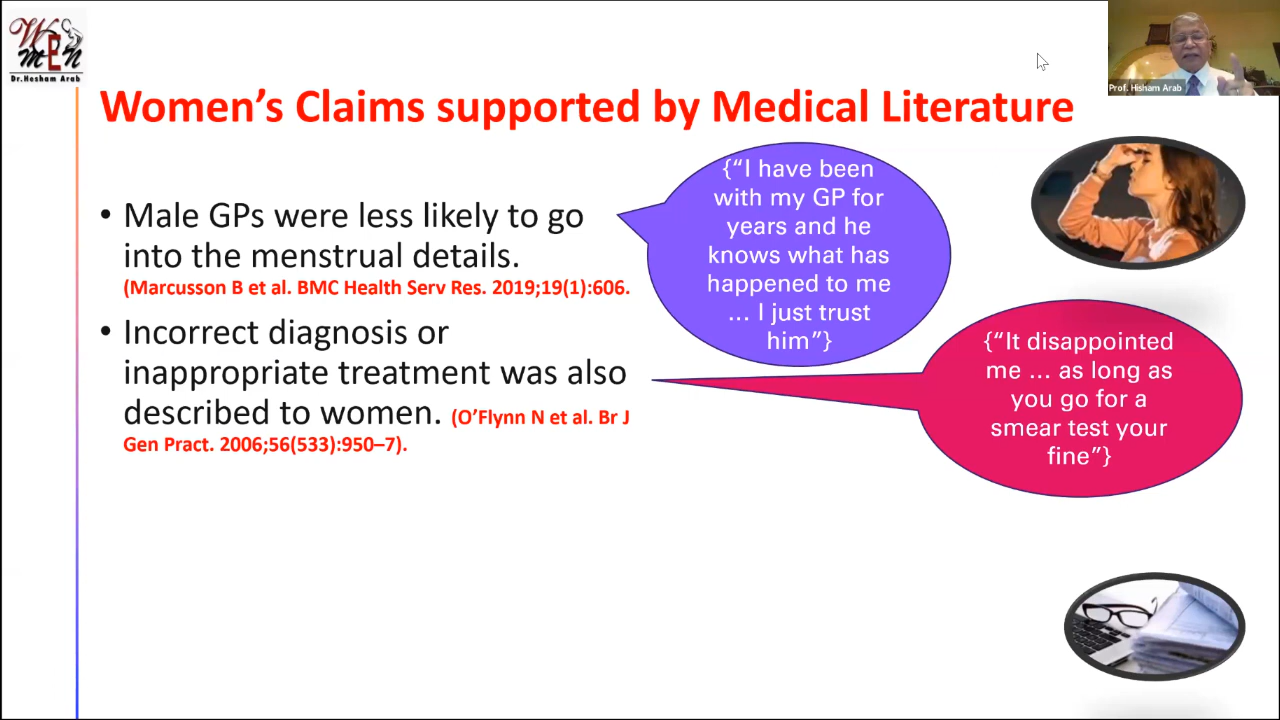 WOMEN
Dr.Hesham Arab
Prof. Hisham Arab
Women's Claims supported by Medical Literature
• Male GPs were less likely to go
into the menstrual details.
(Marcusson B et al. BMC Health Serv Res. 2019;19(1):606.
• Incorrect diagnosis or
inappropriate treatment was also
described to women. (O'Flynn N et al. Br J
Gen Pract. 2006;56(533):950–7).
{"I have been
with my GP for
years and he
knows what has
happened to me
... I just trust
him"}
{"It disappointed
me ... as long as
you go for a
smear test your
fine"}